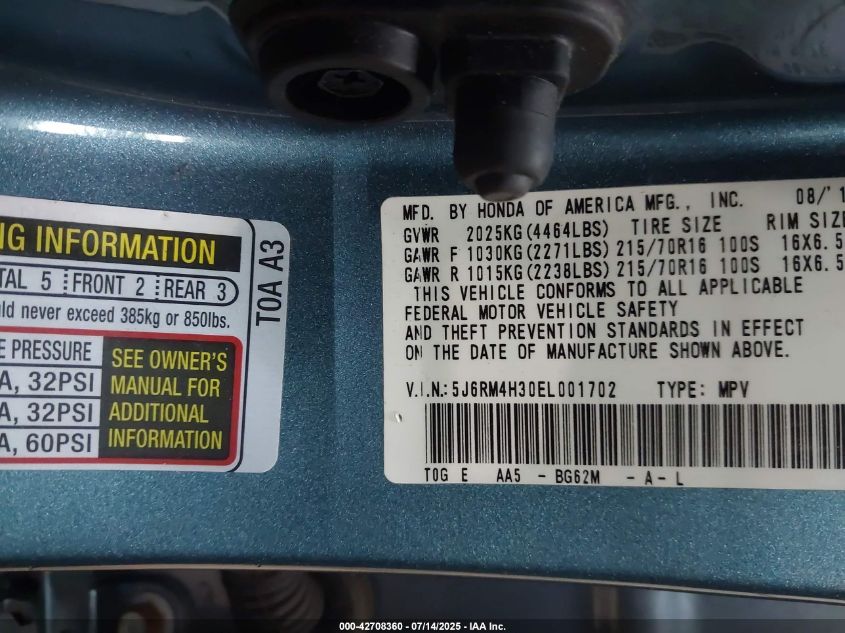 NG INFORMATION
TAL 5 FRONT 2 REAR 3
uld never exceed 385kg or 850lbs.
E PRESSURE
A, 32PSI
A, 32PSI
A, 60PSI
SEE OWNER'S
MANUAL FOR
ADDITIONAL
INFORMATION
T0A A3
MFD. BY HONDA OF AMERICA MFG., INC. 08/'1
GVWR 2025KG(4464LBS) TIRE SIZE RIM SIZE
GAWR F 1030KG(2271LBS) 215/70R16 100S 16X6.5
GAWR R 1015KG(2238LBS) 215/70R16 100S 16X6.5
THIS VEHICLE CONFORMS TO ALL APPLICABLE
FEDERAL MOTOR VEHICLE SAFETY
AND THEFT PREVENTION STANDARDS IN EFFECT
ON THE DATE OF MANUFACTURE SHOWN ABOVE.
V.I.N.: 5J6RM4H30EL001702 TYPE: MPV
T0G E AA5 - BG62M - A - L
000-42708360 - 07/14/2025 - IAA Inc.